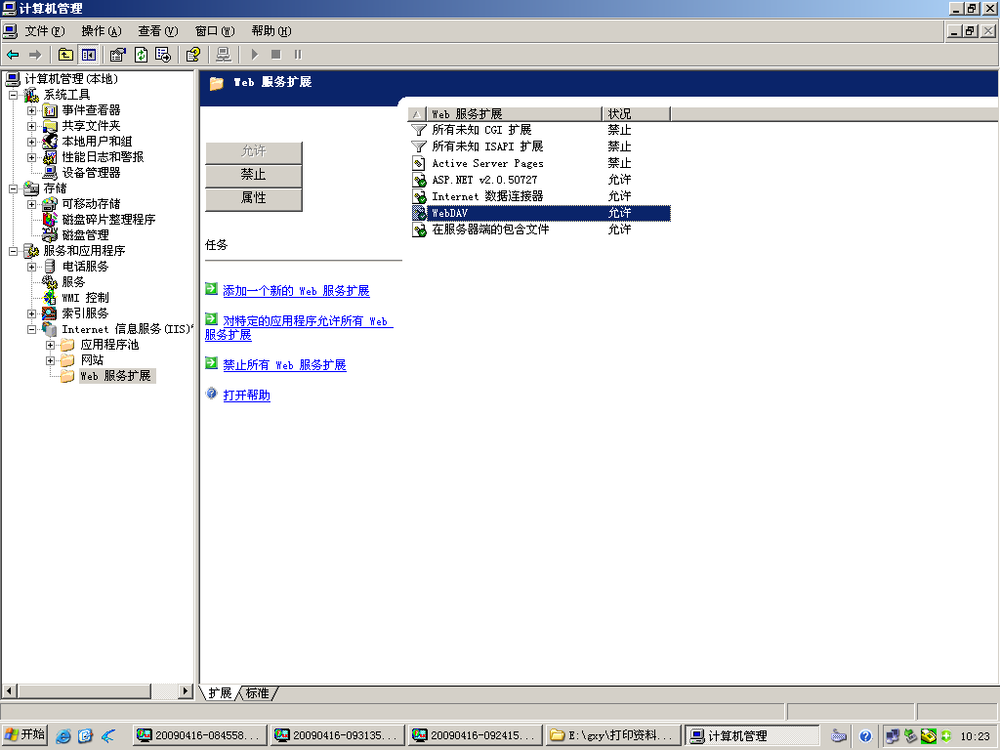 计算机管理
文件(F) 操作(A) 查看(V) 窗口(W) 帮助(H)
计算机管理(本地)
系统工具
事件查看器
共享文件夹
本地用户和组
性能日志和警报
设备管理器
存储
可移动存储
磁盘碎片整理程序
磁盘管理
服务和应用程序
电话服务
服务
WMI 控制
索引服务
Internet 信息服务(IIS)
应用程序池
网站
Web 服务扩展
Web 服务扩展
允许
禁止
属性
任务
添加一个新的 Web 服务扩展
对特定的应用程序允许所有 Web
服务扩展
禁止所有 Web 服务扩展
打开帮助
Web 服务扩展 状况
所有未知 CGI 扩展 禁止
所有未知 ISAPI 扩展 禁止
Active Server Pages 禁止
ASP.NET v2.0.50727 允许
Internet 数据连接器 允许
WebDAV 允许
在服务器端的包含文件 允许
扩展 标准
开始 20090416-084558... 20090416-093135... 20090416-092415... E:\gxy\打印资料... 计算机管理 10:23